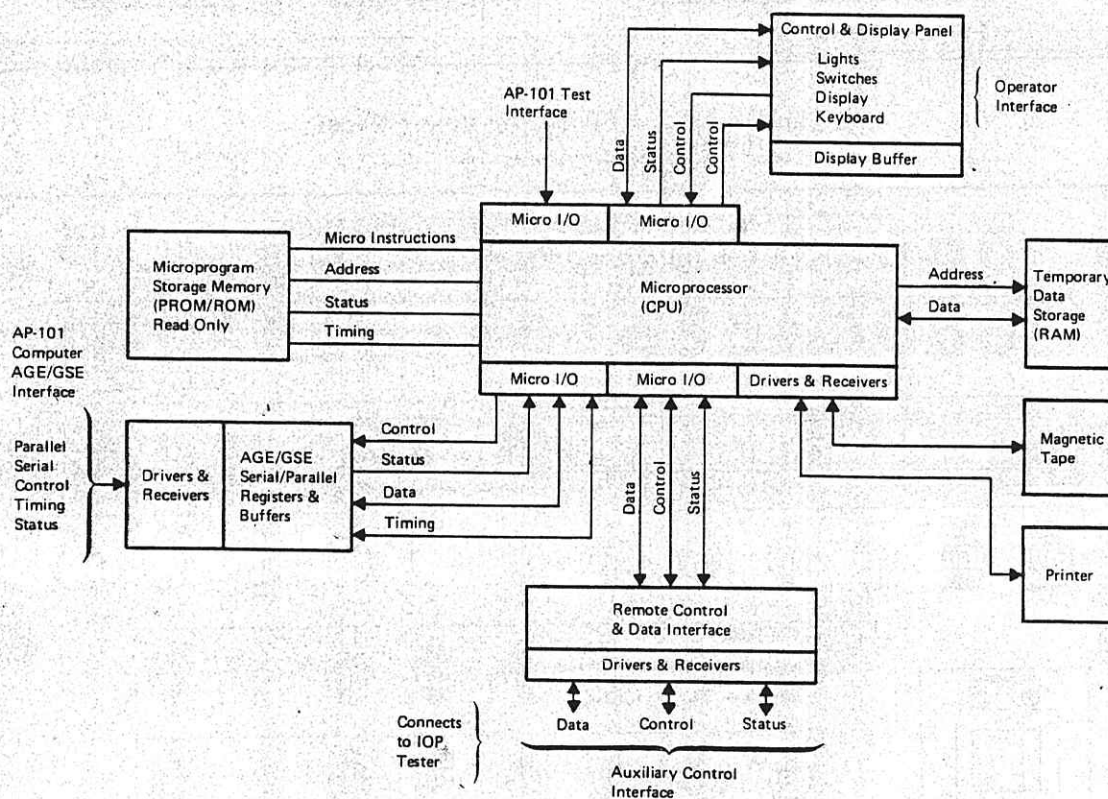 Control & Display Panel
Lights
Switches
Display
Keyboard
Display Buffer
Operator
Interface
AP-101 Test
Interface
Data
Status
Control
Control
Micro I/O
Micro I/O
Microprogram
Storage Memory
(PROM/ROM)
Read Only
Micro Instructions
Address
Status
Timing
Microprocessor
(CPU)
Address
Data
Temporary
Data
Storage
(RAM)
Micro I/O
Micro I/O
Drivers & Receivers
AP-101
Computer
AGE/GSE
Interface
Parallel
Serial
Control
Timing
Status
Drivers &
Receivers
AGE/GSE
Serial/Parallel
Registers &
Buffers
Control
Status
Data
Timing
Data
Control
Status
Magnetic
Tape
Printer
Remote Control
& Data Interface
Drivers & Receivers
Connects
to IOP
Tester
Data
Control
Status
Auxiliary Control
Interface